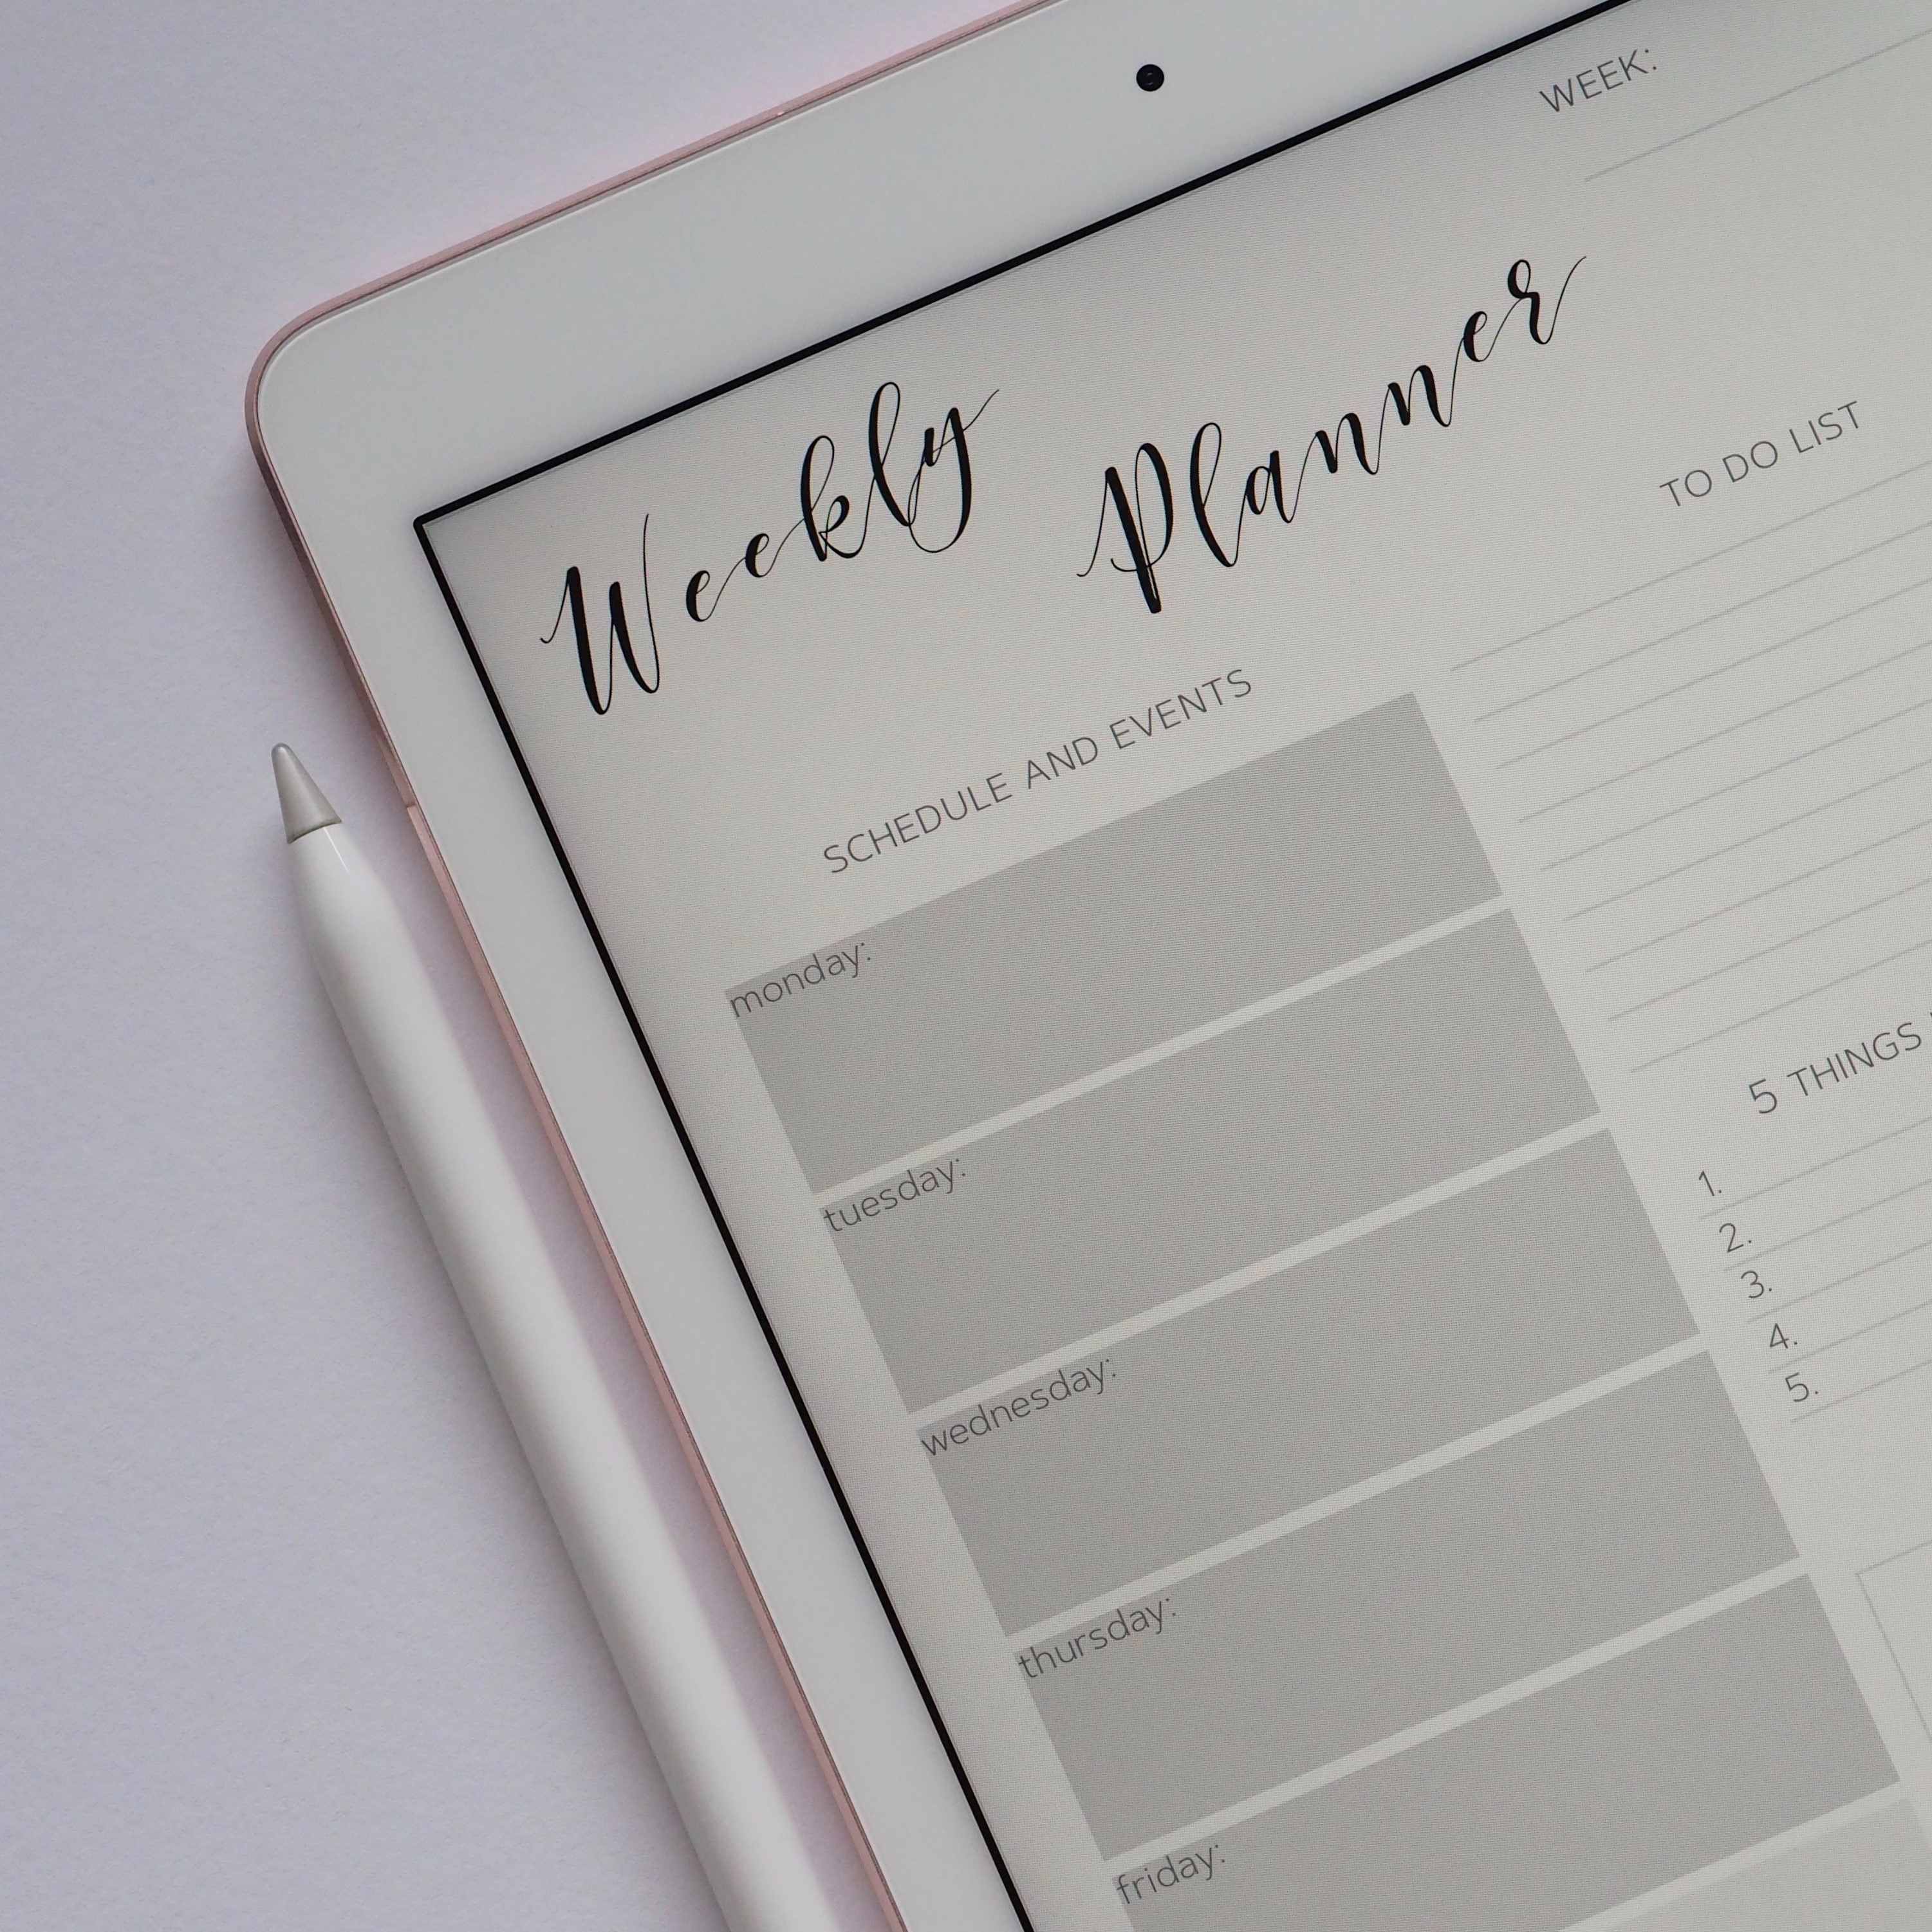 WEEK:
Weekly Planner
SCHEDULE AND EVENTS
monday:
tuesday:
wednesday:
thursday:
friday:
TO DO LIST
5 THINGS
1.
2.
3.
4.
5.